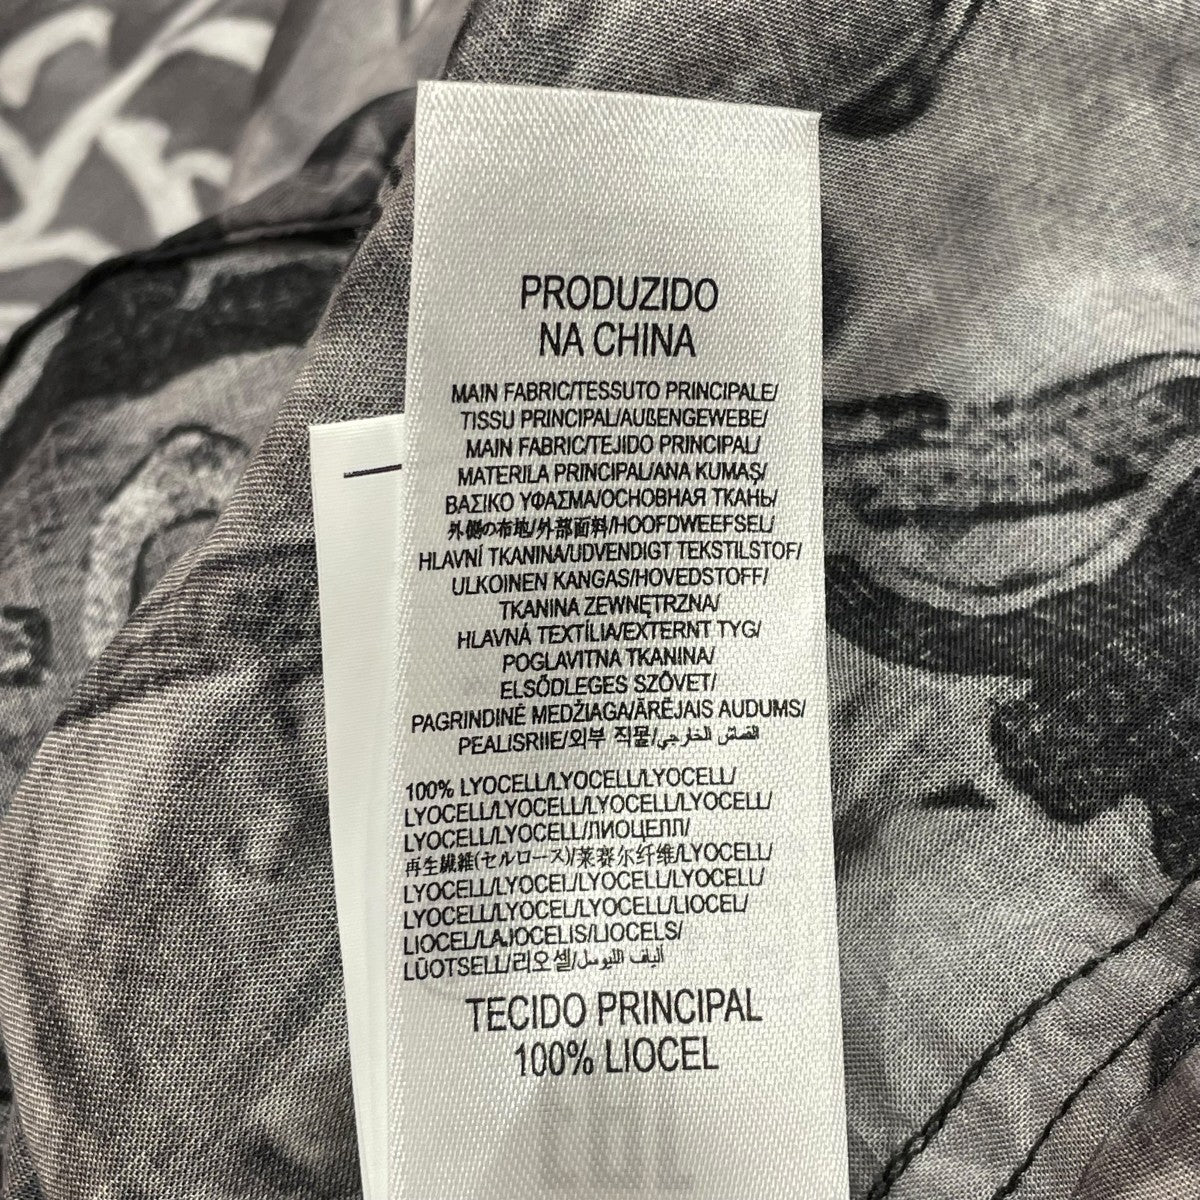 PRODUZIDO
NA CHINA
MAIN FABRIC/TESSUTO PRINCIPALE/
TISSU PRINCIPAL/AUßENGEWEBE/
MAIN FABRIC/TEJIDO PRINCIPAL/
MATERILA PRINCIPAL/ANA KUMAŞ/
ΒΑΣΙΚΟ ΥΦΑΣΜΑ/ОСНОВНАЯ ТКАНЬ/
外側の布地/外部面料/HOOFDWEEFSEL/
HLAVNÍ TKANINA/UDVENDIGT TEKSTILSTOF/
ULKOINEN KANGAS/HOVEDSTOFF/
TKANINA ZEWNĘTRZNA/
HLAVNÁ TEXTÍLIA/EXTERNT TYG/
POGLAVITNA TKANINA/
ELSŐDLEGES SZÖVET/
PAGRINDINĖ MEDŽIAGA/ĀRĒJAIS AUDUMS/
PEALISRIIE/외부 직물/القماش الخارجي
100% LYOCELL/LYOCELL/LYOCELL/
LYOCELL/LYOCELL/LYOCELL/LYOCELL/
LYOCELL/LYOCELL/ЛИОЦЕЛЛ/
再生繊維(セルロース)/莱赛尔纤维/LYOCELL/
LYOCELL/LYOCEL/LYOCELL/LYOCELL/
LYOCELL/LYOCEL/LYOCELL/LIOCEL/
LIOCEL/LAJOCELIS/LIOCELS/
LÜOTSELL/리오셀/ألياف الليوسل
TECIDO PRINCIPAL
100% LIOCEL